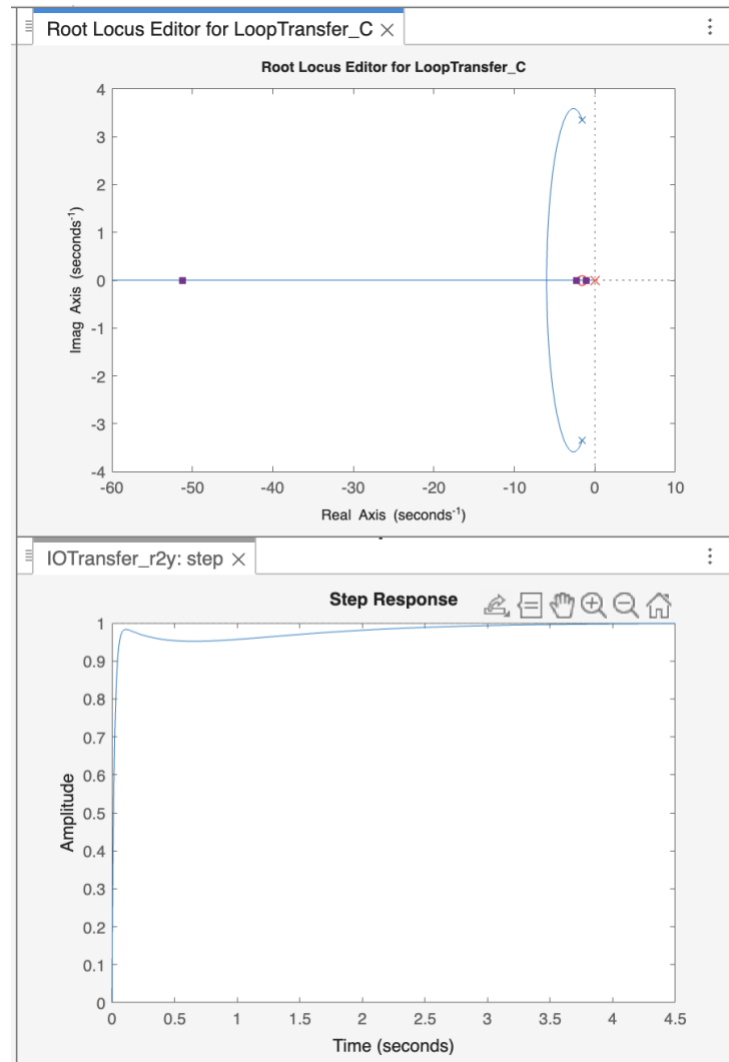 Root Locus Editor for LoopTransfer_C ×
Root Locus Editor for LoopTransfer_C
4
3
2
1
0
-1
-2
-3
-4
Imag Axis (seconds⁻¹)
-60 -50 -40 -30 -20 -10 0 10
Real Axis (seconds⁻¹)
IOTransfer_r2y: step ×
Step Response
1
0.9
0.8
0.7
0.6
0.5
0.4
0.3
0.2
0.1
0
Amplitude
0 0.5 1 1.5 2 2.5 3 3.5 4 4.5
Time (seconds)